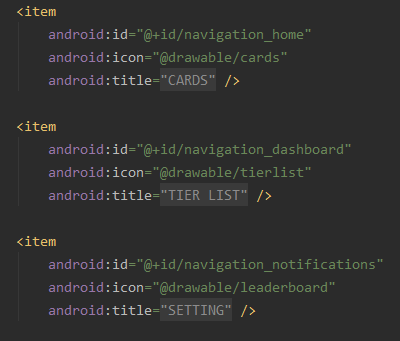 <item
android:id="@+id/navigation_home"
android:icon="@drawable/cards"
android:title="CARDS" />
<item
android:id="@+id/navigation_dashboard"
android:icon="@drawable/tierlist"
android:title="TIER LIST" />
<item
android:id="@+id/navigation_notifications"
android:icon="@drawable/leaderboard"
android:title="SETTING" />